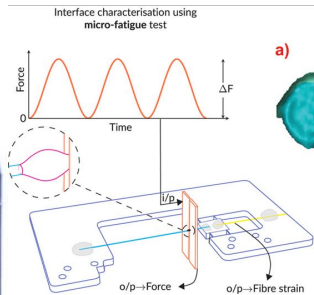 Interface characterisation using
micro-fatigue test
a)
Force
ΔF
0
Time
i/p
o/p→Force
o/p→Fibre strain